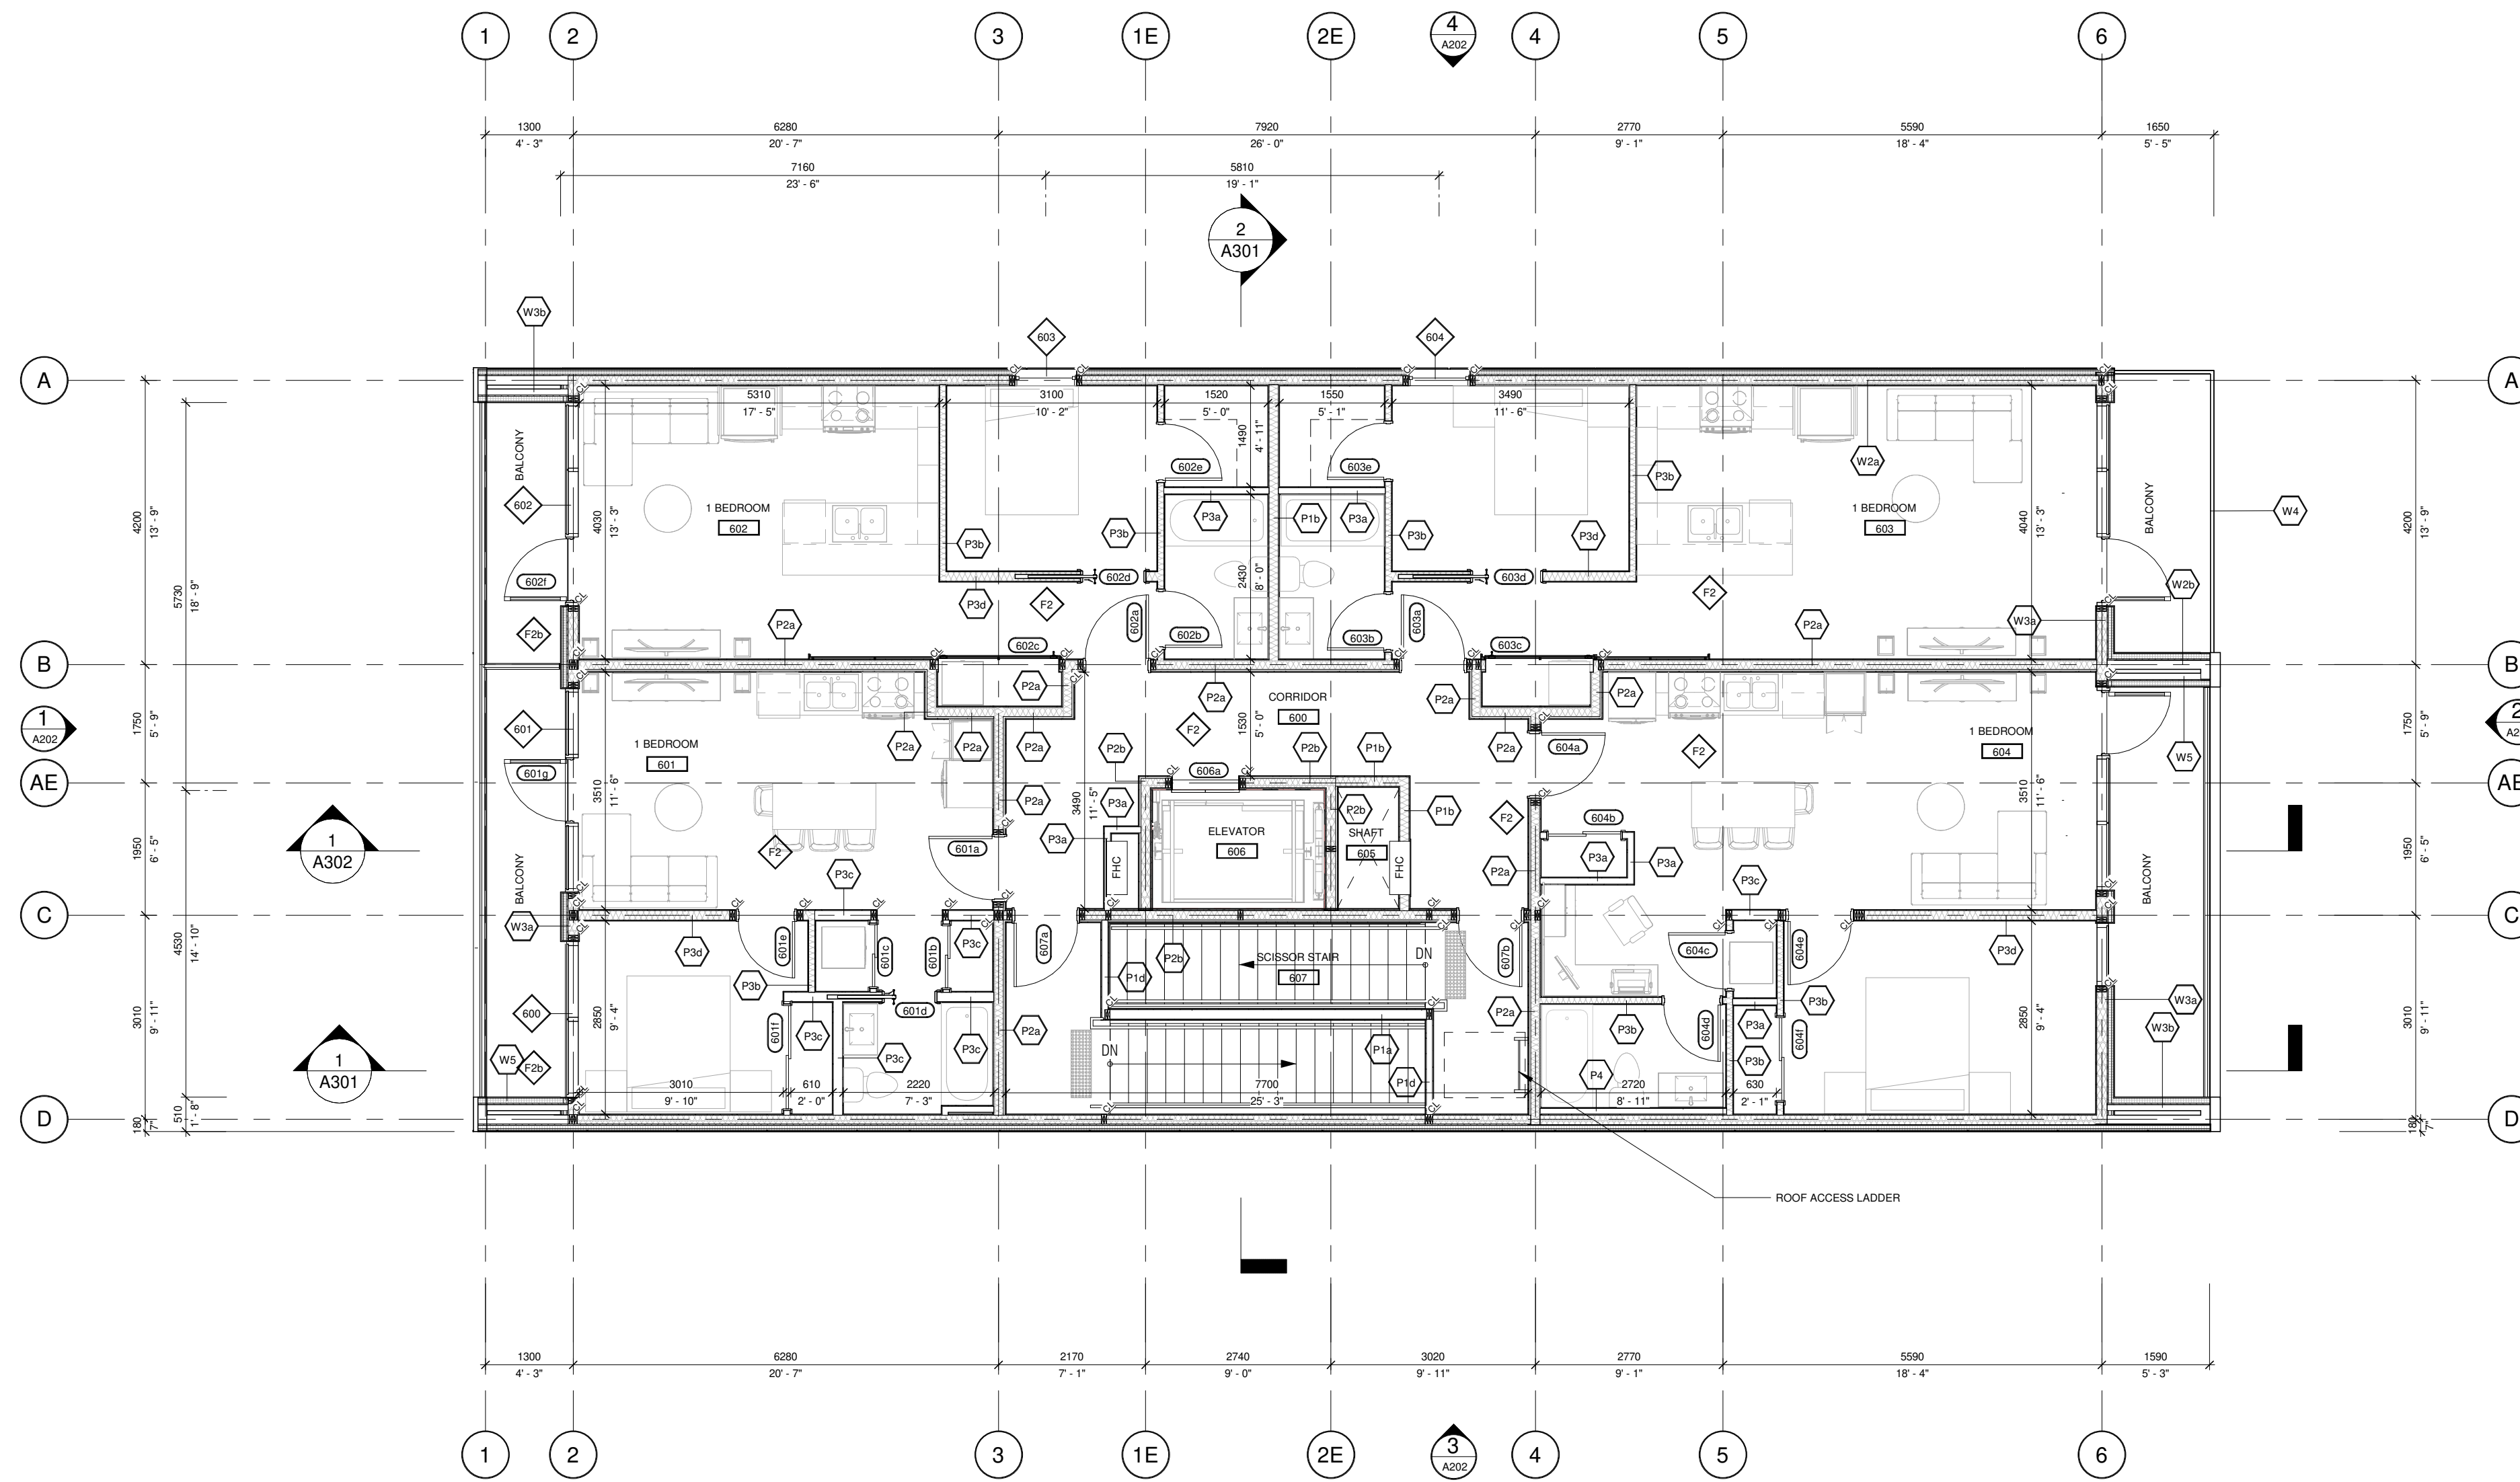 1 2 3 1E 2E 4 4 5 6
A202
1300 6280 7920 2770 5590 1650
4' - 3" 20' - 7" 26' - 0" 9' - 1" 18' - 4" 5' - 5"
7160 5810
23' - 6" 19' - 1"
2
A301
W3b
603 604
A A
5310 3100 1520 1550 3490
17' - 5" 10' - 2" 5' - 0" 5' - 1" 11' - 6"
1490
4' - 11"
BALCONY
602e 603e
W2a
P3b
602
1 BEDROOM
602
P3a P1b P3a
1 BEDROOM
603
BALCONY
W4
4200
13' - 9"
4030
13' - 3"
P3b P3b P3b P3d
4040
13' - 3"
4200
13' - 9"
602f
602d 603d
2430
8' - 0"
W2b
5730
18' - 9"
P3d F2 F2
602a 603a
F2b
P2a 602c 602b 603b 603c P2a W3a
B B
P2a P2a P2a P2a
CORRIDOR
600
1
A202
601
1750
5' - 9"
1 BEDROOM
601
F2
1530
5' - 0"
1 BEDROOM
604
1750
5' - 9"
2
P2a P2a P2a P2b P2b P1b P2a 604a F2 W5
601g
606a
AE AE
3510
11' - 6"
P2a
3490
11' - 5"
P3a P2b P1b F2
3510
11' - 6"
1
A302
P3a
ELEVATOR
606
SHAFT
605
604b
1950
6' - 5"
F2 601a FHC FHC P3a P3a
1950
6' - 5"
P3c P2a P3c
BALCONY BALCONY
C C
W3a
P3d 601e 601c 601b P3c 607a
P2b
SCISSOR STAIR
607
DN
607b 604c 604e P3d
P3b P1d P3b
W3a
4530
14' - 10"
600
3010
9' - 11"
2850
9' - 4"
601d
P2a P2a
P3b P3a
W3b
2850
9' - 4"
3010
9' - 11"
601f P3c 604d 604f
1
A301
W5 F2b
P3c P3c
DN
P1a
P3b
P4
P1d
3010 610 2220 7700 2720 630
9' - 10" 2' - 0" 7' - 3" 25' - 3" 8' - 11" 2' - 1"
510
1' - 8"
D D
180
7"
180
7"
ROOF ACCESS LADDER
1300 6280 2170 2740 3020 2770 5590 1590
4' - 3" 20' - 7" 7' - 1" 9' - 0" 9' - 11" 9' - 1" 18' - 4" 5' - 3"
1 2 3 1E 2E 3 4 5 6
A202